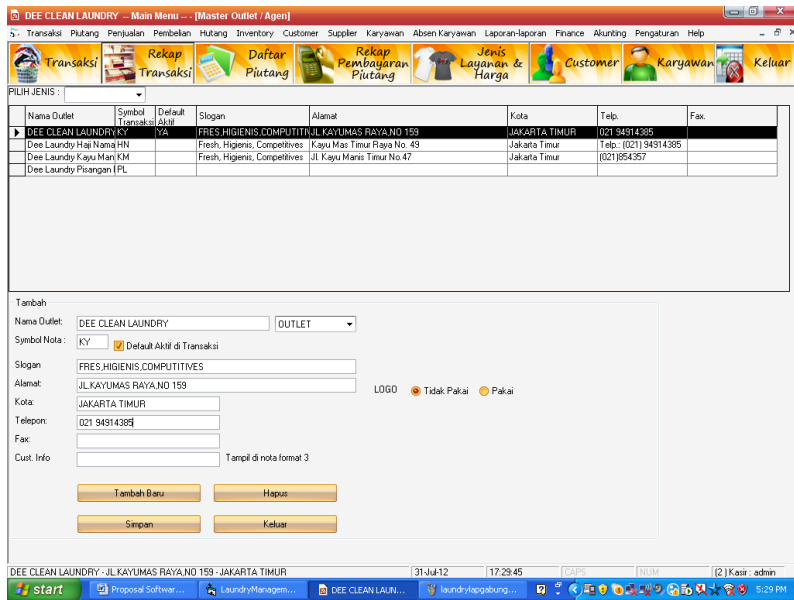 DEE CLEAN LAUNDRY -- Main Menu -- - [Master Outlet / Agen]
Transaksi Piutang Penjualan Pembelian Hutang Inventory Customer Supplier Karyawan Absen Karyawan Laporan-laporan Finance Akunting Pengaturan Help
Transaksi Rekap Transaksi Daftar Piutang Rekap Pembayaran Piutang Jenis Layanan & Harga Customer Karyawan Keluar
PILIH JENIS :
Nama Outlet Symbol Transaksi Default Aktif Slogan Alamat Kota Telp. Fax.
DEE CLEAN LAUNDRY KY YA FRES,HIGIENIS,COMPUTITIV JL.KAYUMAS RAYA,NO 159 JAKARTA TIMUR 021 94914385
Dee Laundry Haji Nama HN Fresh, Higienis, Competitives Kayu Mas Timur Raya No. 49 Jakarta Timur Telp.: (021) 94914385
Dee Laundry Kayu Man KM Fresh, Higienis, Competitives Jl. Kayu Manis Timur No.47 Jakarta Timur (021)854357
Dee Laundry Pisangan PL
Tambah
Nama Outlet: DEE CLEAN LAUNDRY OUTLET
Symbol Nota : KY Default Aktif di Transaksi
Slogan FRES,HIGIENIS,COMPUTITIVES
Alamat: JL.KAYUMAS RAYA,NO 159
LOGO Tidak Pakai Pakai
Kota: JAKARTA TIMUR
Telepon: 021 94914385
Fax:
Cust. Info Tampil di nota format 3
Tambah Baru Hapus
Simpan Keluar
DEE CLEAN LAUNDRY - JL.KAYUMAS RAYA,NO 159 - JAKARTA TIMUR 31-Jul-12 17:29:45 CAPS NUM (2 ) Kasir : admin
start Proposal Softwar... LaundryManagem... DEE CLEAN LAUN... laundrylapgabung... 5:29 PM